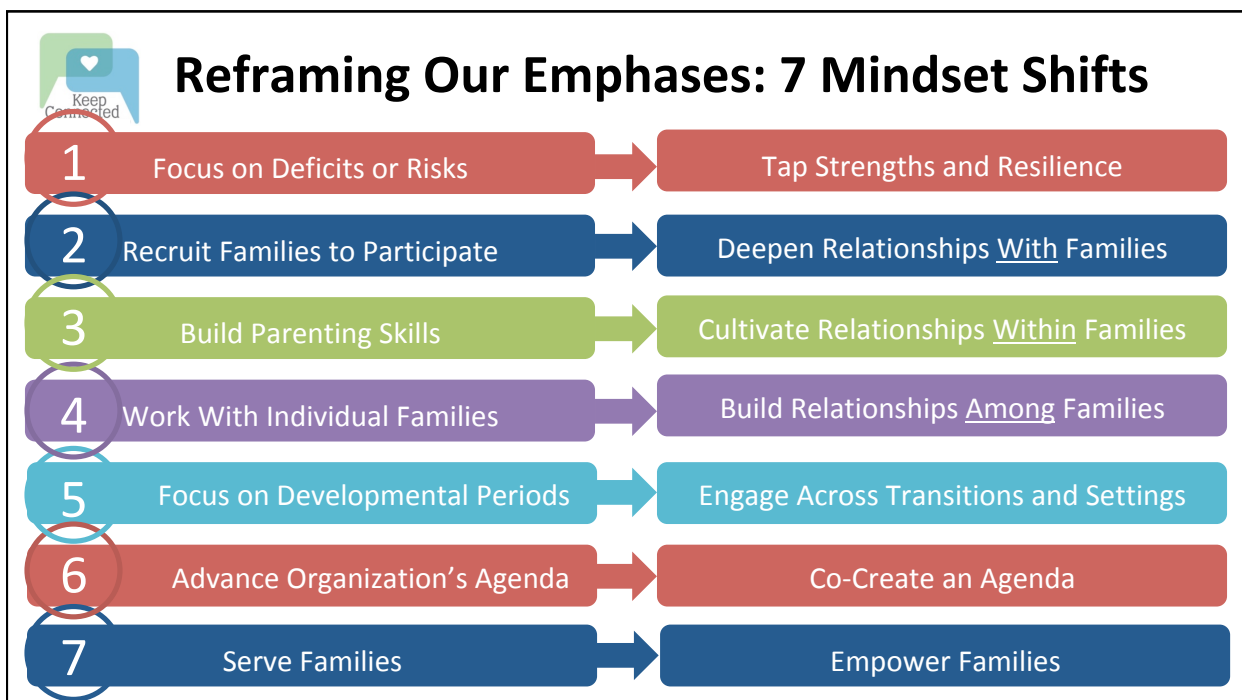 Keep
Connected
Reframing Our Emphases: 7 Mindset Shifts
1 Focus on Deficits or Risks Tap Strengths and Resilience
2 Recruit Families to Participate Deepen Relationships With Families
3 Build Parenting Skills Cultivate Relationships Within Families
4 Work With Individual Families Build Relationships Among Families
5 Focus on Developmental Periods Engage Across Transitions and Settings
6 Advance Organization’s Agenda Co-Create an Agenda
7 Serve Families Empower Families